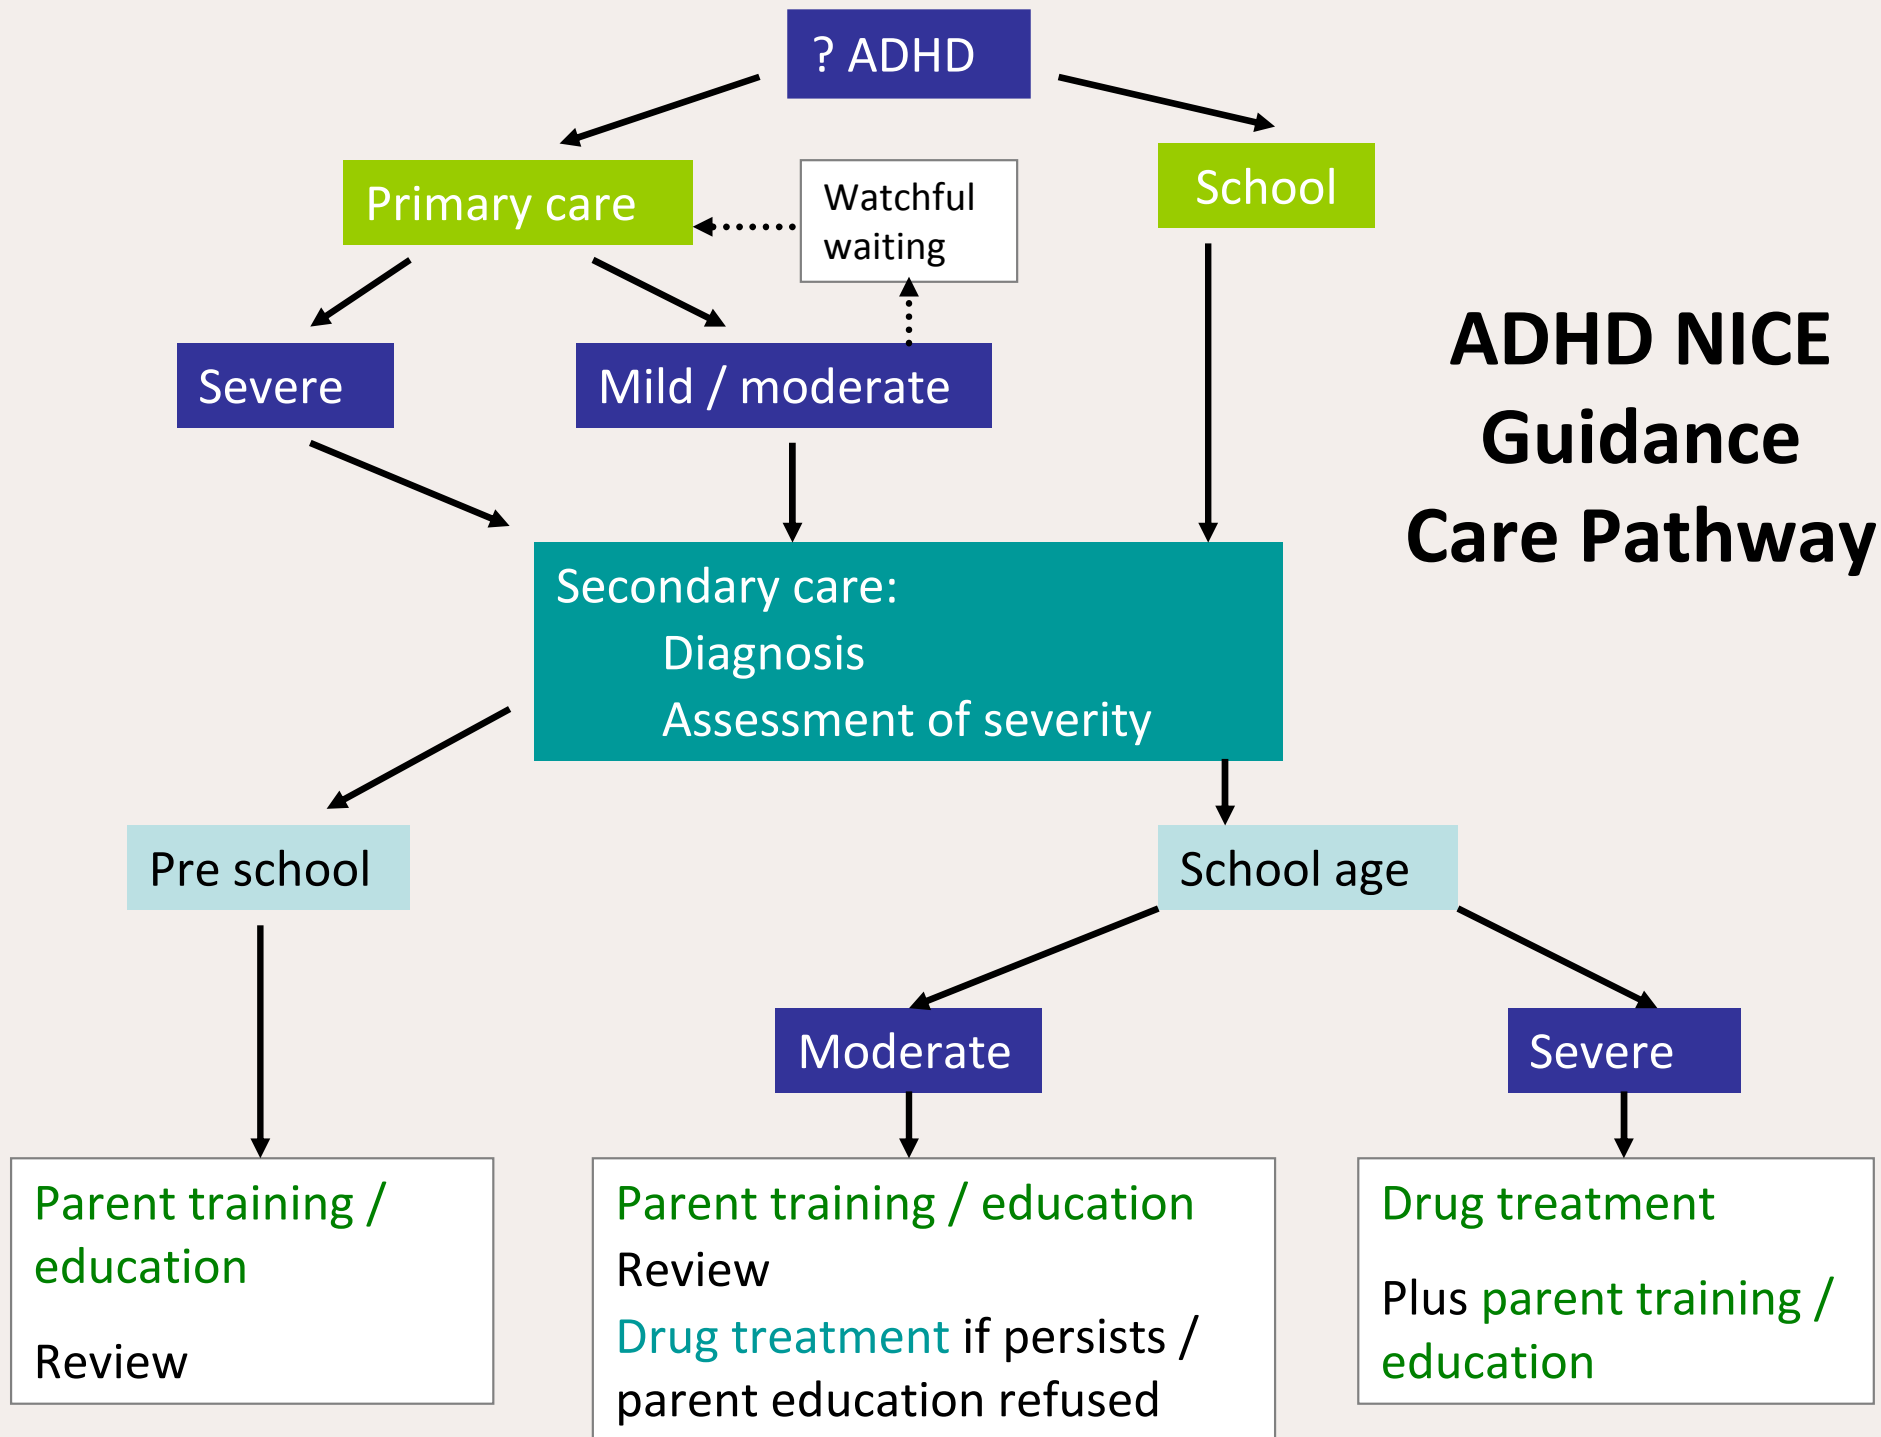 ? ADHD
Primary care
Watchful
waiting
School
Severe
Mild / moderate
ADHD NICE
Guidance
Care Pathway
Secondary care:
Diagnosis
Assessment of severity
Pre school
School age
Moderate
Severe
Parent training /
education
Review
Parent training / education
Review
Drug treatment if persists /
parent education refused
Drug treatment
Plus parent training /
education